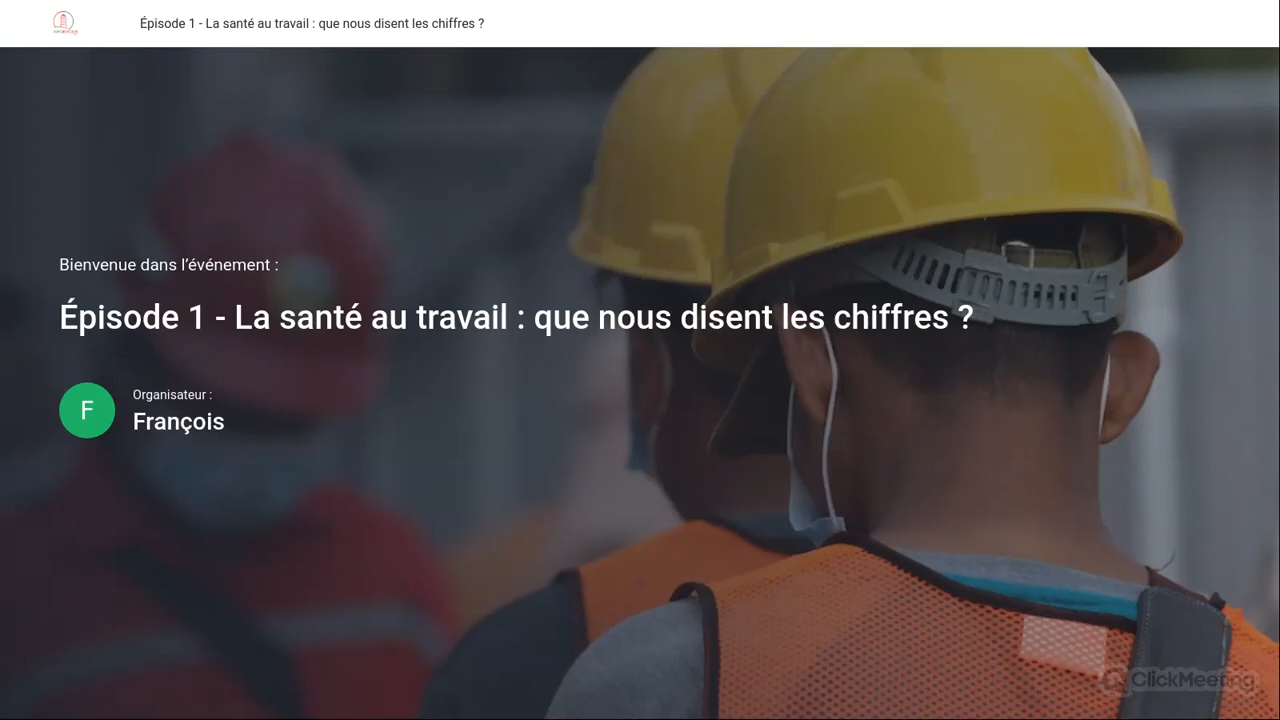 Épisode 1 - La santé au travail : que nous disent les chiffres ?
Bienvenue dans l’événement :
Épisode 1 - La santé au travail : que nous disent les chiffres ?
F
Organisateur :
François
ClickMeeting